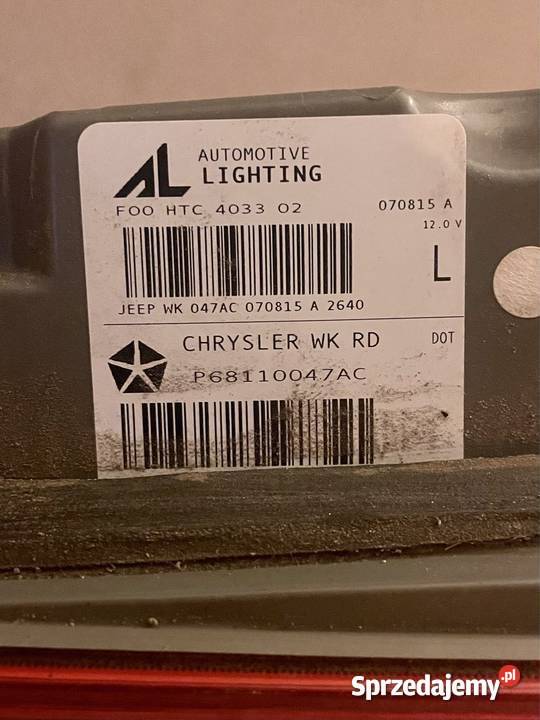 AL AUTOMOTIVE
LIGHTING
F00 HTC 4033 02 070815 A
12.0 V
L
JEEP WK 047AC 070815 A 2640
CHRYSLER WK RD DOT
P68110047AC
Sprzedajemy.pl